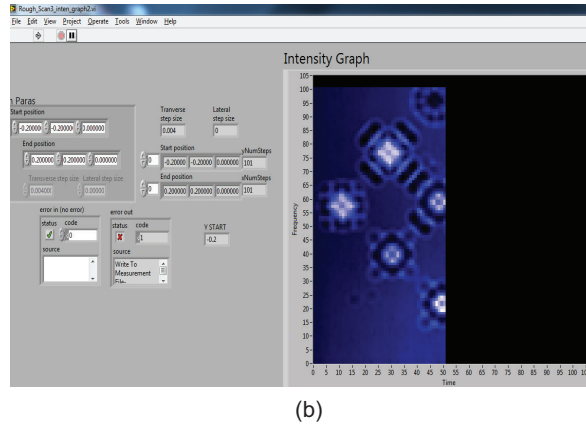 Rough_Scan3_inten_graph2.vi
File Edit View Project Operate Tools Window Help
Intensity Graph
n Paras
Start position
-0.20000 -0.20000 0.000000
End position
0.200000 0.200000 0.000000
Transverse step size Lateral step size
0.004000 0.00000
Tranverse step size
0.004
Lateral step size
0
Start position
0 -0.20000 -0.20000 0.000000
yNumSteps
101
End position
0 0.200000 0.200000 0.000000
xNumSteps
101
error in (no error)
status code
0
source
error out
status code
1
source
Write To
Measurement
File-
Y START
-0.2
Frequency
105-
100-
95-
90-
85-
80-
75-
70-
65-
60-
55-
50-
45-
40-
35-
30-
25-
20-
15-
10-
5-
0-
0 5 10 15 20 25 30 35 40 45 50 55 60 65 70 75 80 85 90 95 100
Time
(b)